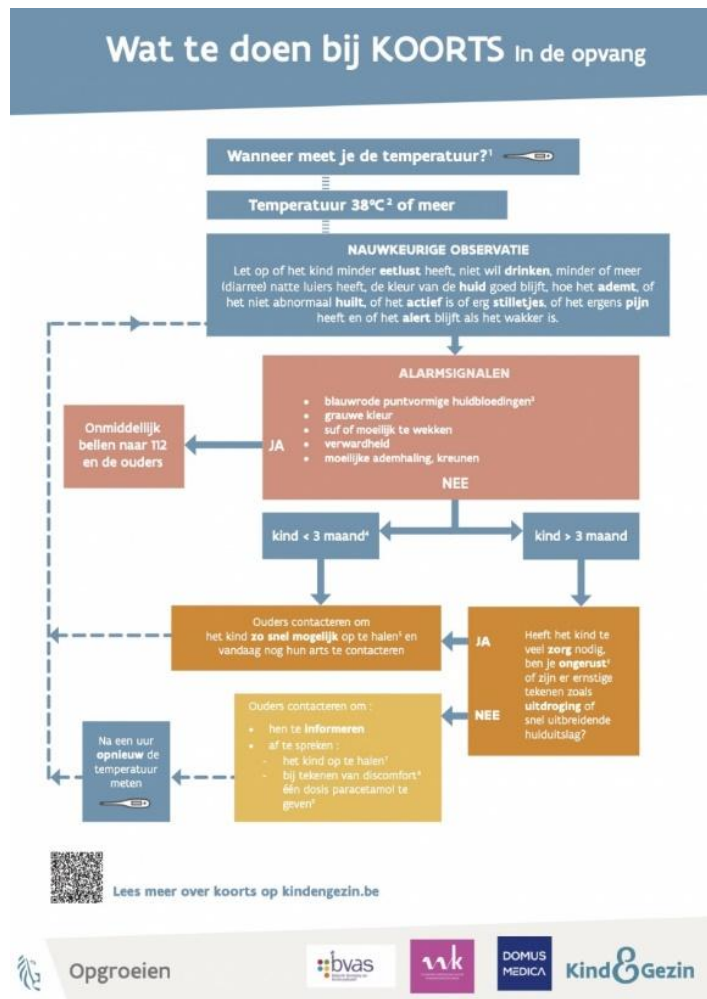 Wat te doen bij KOORTS In de opvang
Wanneer meet je de temperatuur?¹
Temperatuur 38°C² of meer
NAUWKEURIGE OBSERVATIE
Let op of het kind minder eetlust heeft, niet wil drinken, minder of meer
(diarree) natte luiers heeft, de kleur van de huid goed blijft, hoe het ademt, of
het niet abnormaal huilt, of het actief is of erg stilletjes, of het ergens pijn
heeft en of het alert blijft als het wakker is.
ALARMSIGNALEN
• blauwrode puntvormige huidbloedingen³
• grauwe kleur
• suf of moeilijk te wekken
• verwardheid
• moeilijke ademhaling, kreunen
JA
NEE
Onmiddellijk
bellen naar 112
en de ouders
kind < 3 maand⁴
kind > 3 maand
Ouders contacteren om
het kind zo snel mogelijk op te halen⁵ en
vandaag nog hun arts te contacteren
JA
NEE
Heeft het kind te
veel zorg nodig,
ben je ongerust
of zijn er ernstige
tekenen zoals
uitdroging of
snel uitbreidende
huiduitslag?
Ouders contacteren om :
• hen te informeren
• af te spreken :
- het kind op te halen⁷
- bij tekenen van discomfort
één dosis paracetamol te
geven
Na een uur
opnieuw de
temperatuur
meten
Lees meer over koorts op kindengezin.be
Opgroeien
bvas
vvk
DOMUS
MEDICA
Kind & Gezin